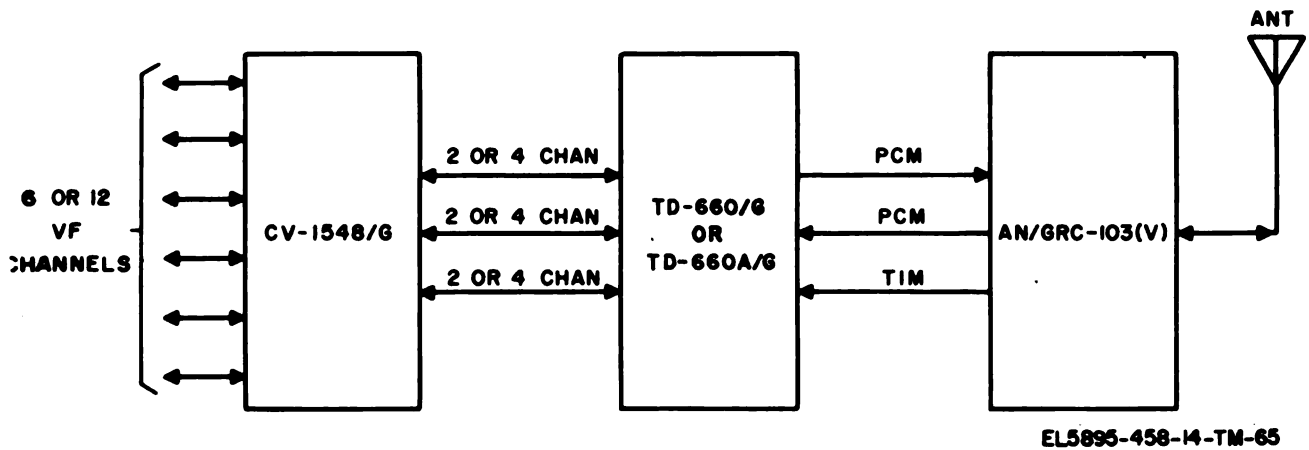 ANT
6 OR 12
VF
CHANNELS
CV-1548/G
2 OR 4 CHAN
2 OR 4 CHAN
2 OR 4 CHAN
TD-660/G
OR
TD-660A/G
PCM
PCM
TIM
AN/GRC-103(V)
EL5895-458-14-TM-65